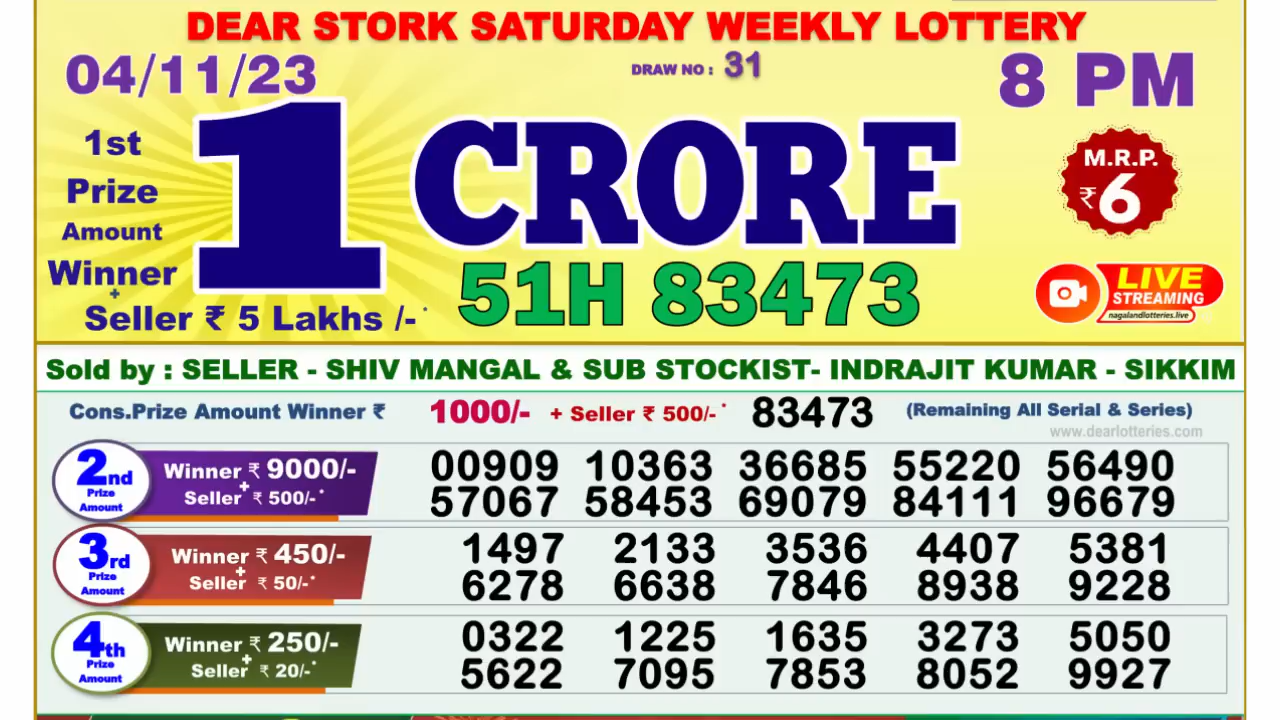 DEAR STORK SATURDAY WEEKLY LOTTERY
04/11/23
DRAW NO : 31
8 PM
1st
Prize
Amount
Winner
+
Seller ₹ 5 Lakhs /-*
1 CRORE
51H 83473
M.R.P.
₹6
LIVE
STREAMING
nagalandlotteries.live
Sold by : SELLER - SHIV MANGAL & SUB STOCKIST- INDRAJIT KUMAR - SIKKIM
Cons.Prize Amount Winner ₹ 1000/- + Seller ₹ 500/-* 83473 (Remaining All Serial & Series)
www.dearlotteries.com
2nd
Prize
Amount
Winner ₹ 9000/-
+
Seller ₹ 500/-*
00909 10363 36685 55220 56490
57067 58453 69079 84111 96679
3rd
Prize
Amount
Winner ₹ 450/-
+
Seller ₹ 50/-*
1497 2133 3536 4407 5381
6278 6638 7846 8938 9228
4th
Prize
Amount
Winner ₹ 250/-
+
Seller ₹ 20/-*
0322 1225 1635 3273 5050
5622 7095 7853 8052 9927